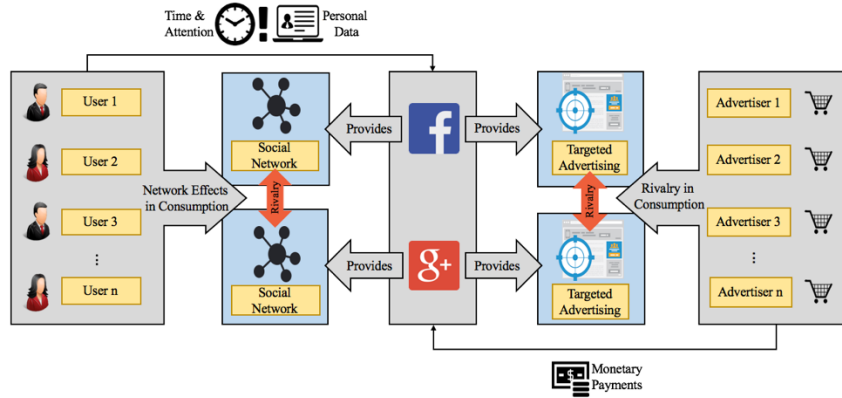 Time &
Attention
Personal
Data
User 1
User 2
User 3
...
User n
Network Effects
in Consumption
Social
Network
Rivalry
Social
Network
Provides
Provides
f
g+
Provides
Provides
Targeted
Advertising
Rivalry
Targeted
Advertising
Rivalry in
Consumption
Advertiser 1
Advertiser 2
Advertiser 3
...
Advertiser n
$
Monetary
Payments